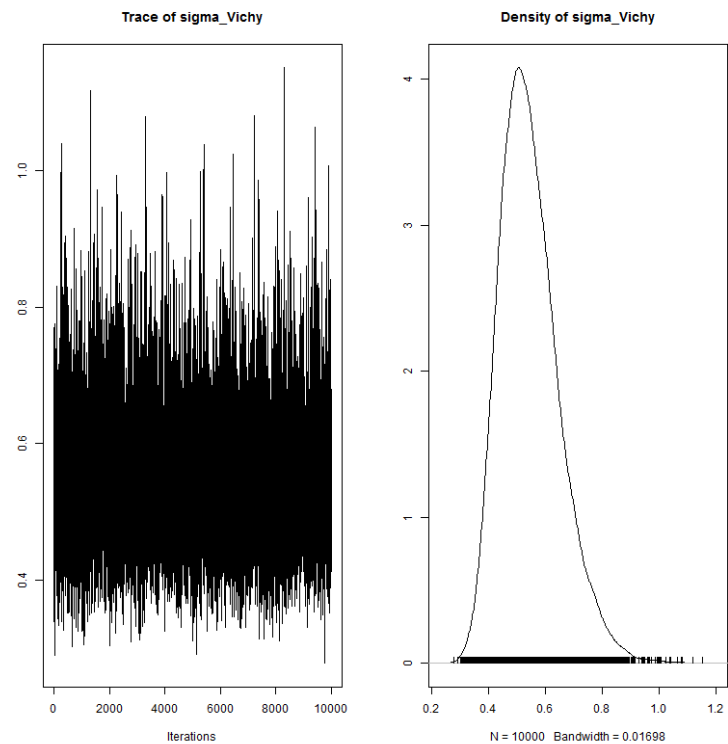 Trace of sigma_Vichy
0.4 0.6 0.8 1.0
0 2000 4000 6000 8000 10000
Iterations
Density of sigma_Vichy
0 1 2 3 4
0.2 0.4 0.6 0.8 1.0 1.2
N = 10000 Bandwidth = 0.01698